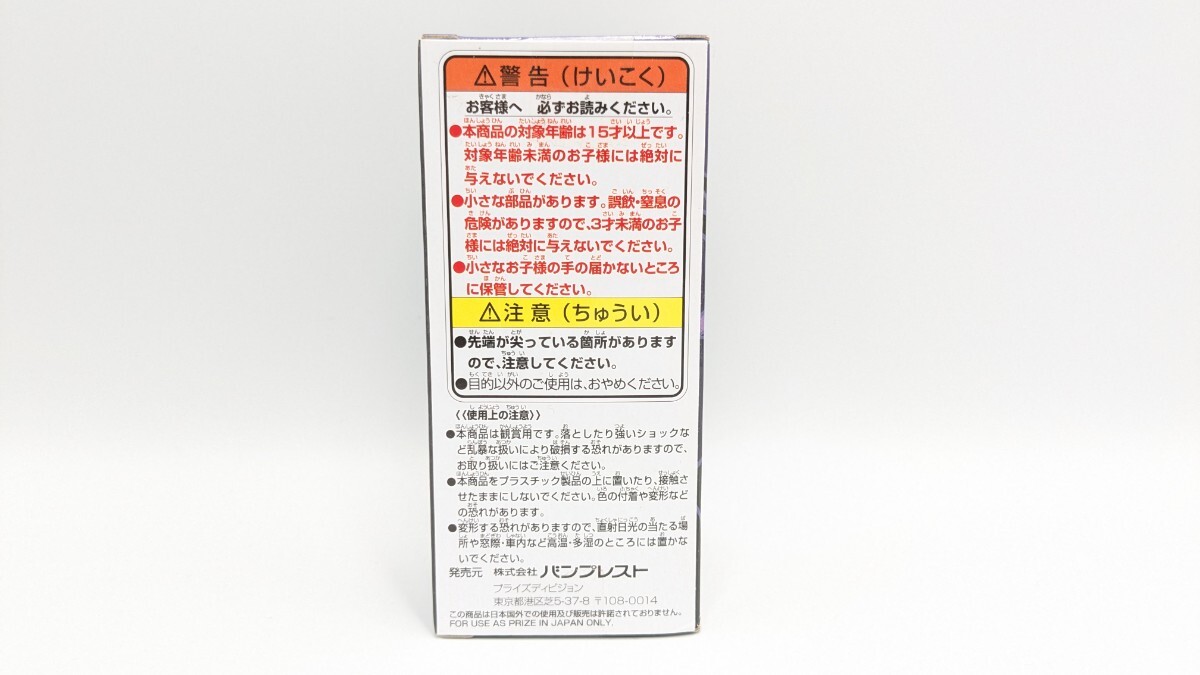 ⚠警告(けいこく)
お客様へ 必ずお読みください。
●本商品の対象年齢は15才以上です。
対象年齢未満のお子様には絶対に
与えないでください。
●小さな部品があります。誤飲・窒息の
危険がありますので、3才未満のお子
様には絶対に与えないでください。
●小さなお子様の手の届かないところ
に保管してください。
⚠注意(ちゅうい)
●先端が尖っている箇所があります
ので、注意してください。
●目的以外のご使用は、おやめください。
《使用上の注意》
●本商品は観賞用です。落としたり強いショックな
ど乱暴な扱いにより破損する恐れがありますので、
お取り扱いにはご注意ください。
●本商品をプラスチック製品の上に置いたり、接触さ
せたままにしないでください。色の付着や変形など
の恐れがあります。
●変形する恐れがありますので、直射日光の当たる場
所や窓際・車内など高温・多湿のところには置かな
いでください。
発売元 株式会社 バンプレスト
プライズディビジョン
東京都港区芝5-37-8 〒108-0014
この商品は日本国外での使用及び販売は許諾されておりません。
FOR USE AS PRIZE IN JAPAN ONLY.